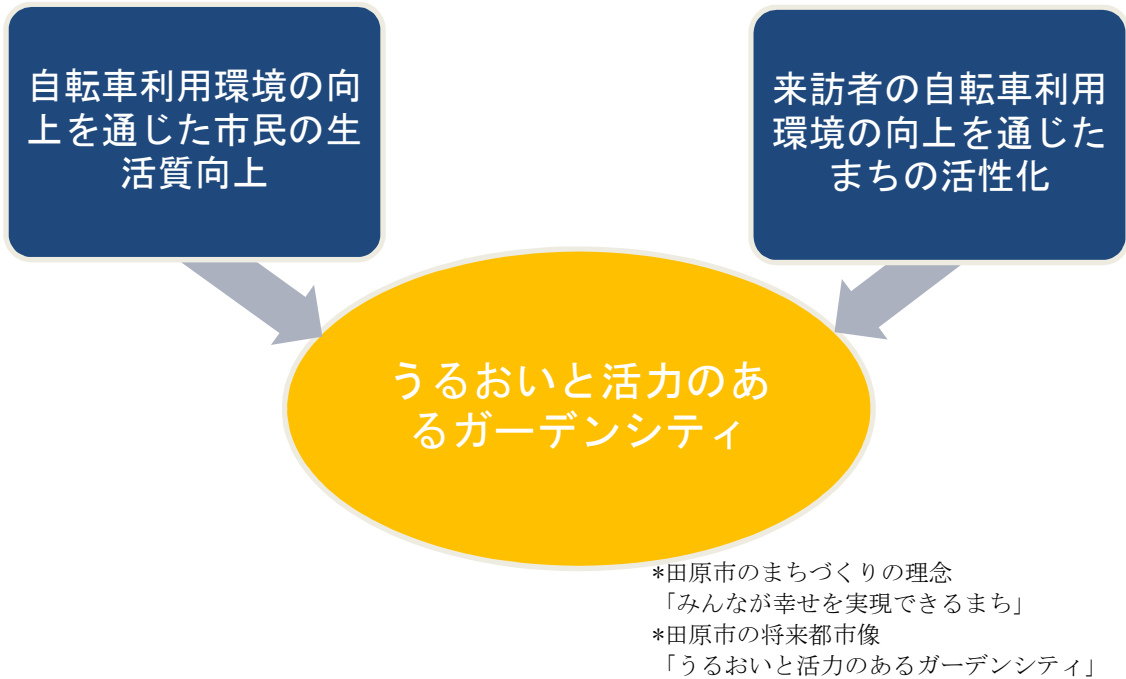 自転車利用環境の向
上を通じた市民の生
活質向上
来訪者の自転車利用
環境の向上を通じた
まちの活性化
うるおいと活力のあ
るガーデンシティ
*田原市のまちづくりの理念
「みんなが幸せを実現できるまち」
*田原市の将来都市像
「うるおいと活力のあるガーデンシティ」